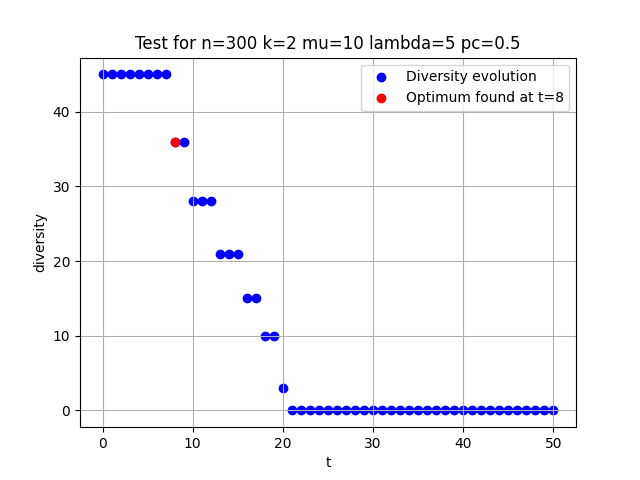 Test for n=300 k=2 mu=10 lambda=5 pc=0.5
Diversity evolution
Optimum found at t=8
diversity
40
30
20
10
0
0 10 20 30 40 50
t